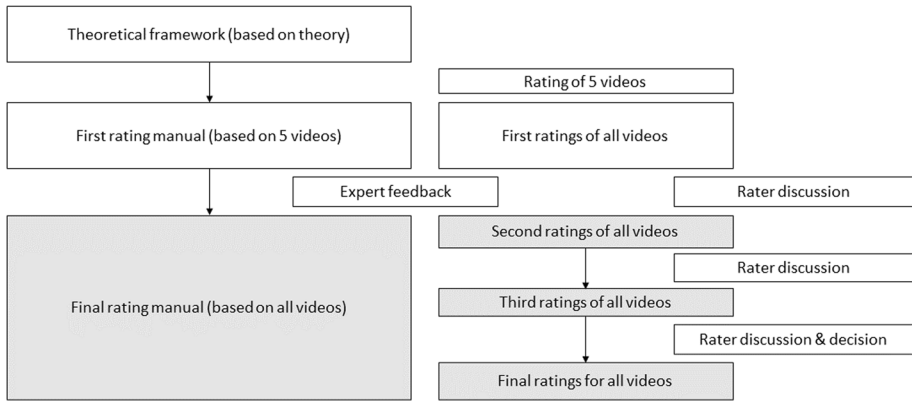 Theoretical framework (based on theory)
Rating of 5 videos
First rating manual (based on 5 videos)
First ratings of all videos
Expert feedback
Rater discussion
Second ratings of all videos
Rater discussion
Final rating manual (based on all videos)
Third ratings of all videos
Rater discussion & decision
Final ratings for all videos